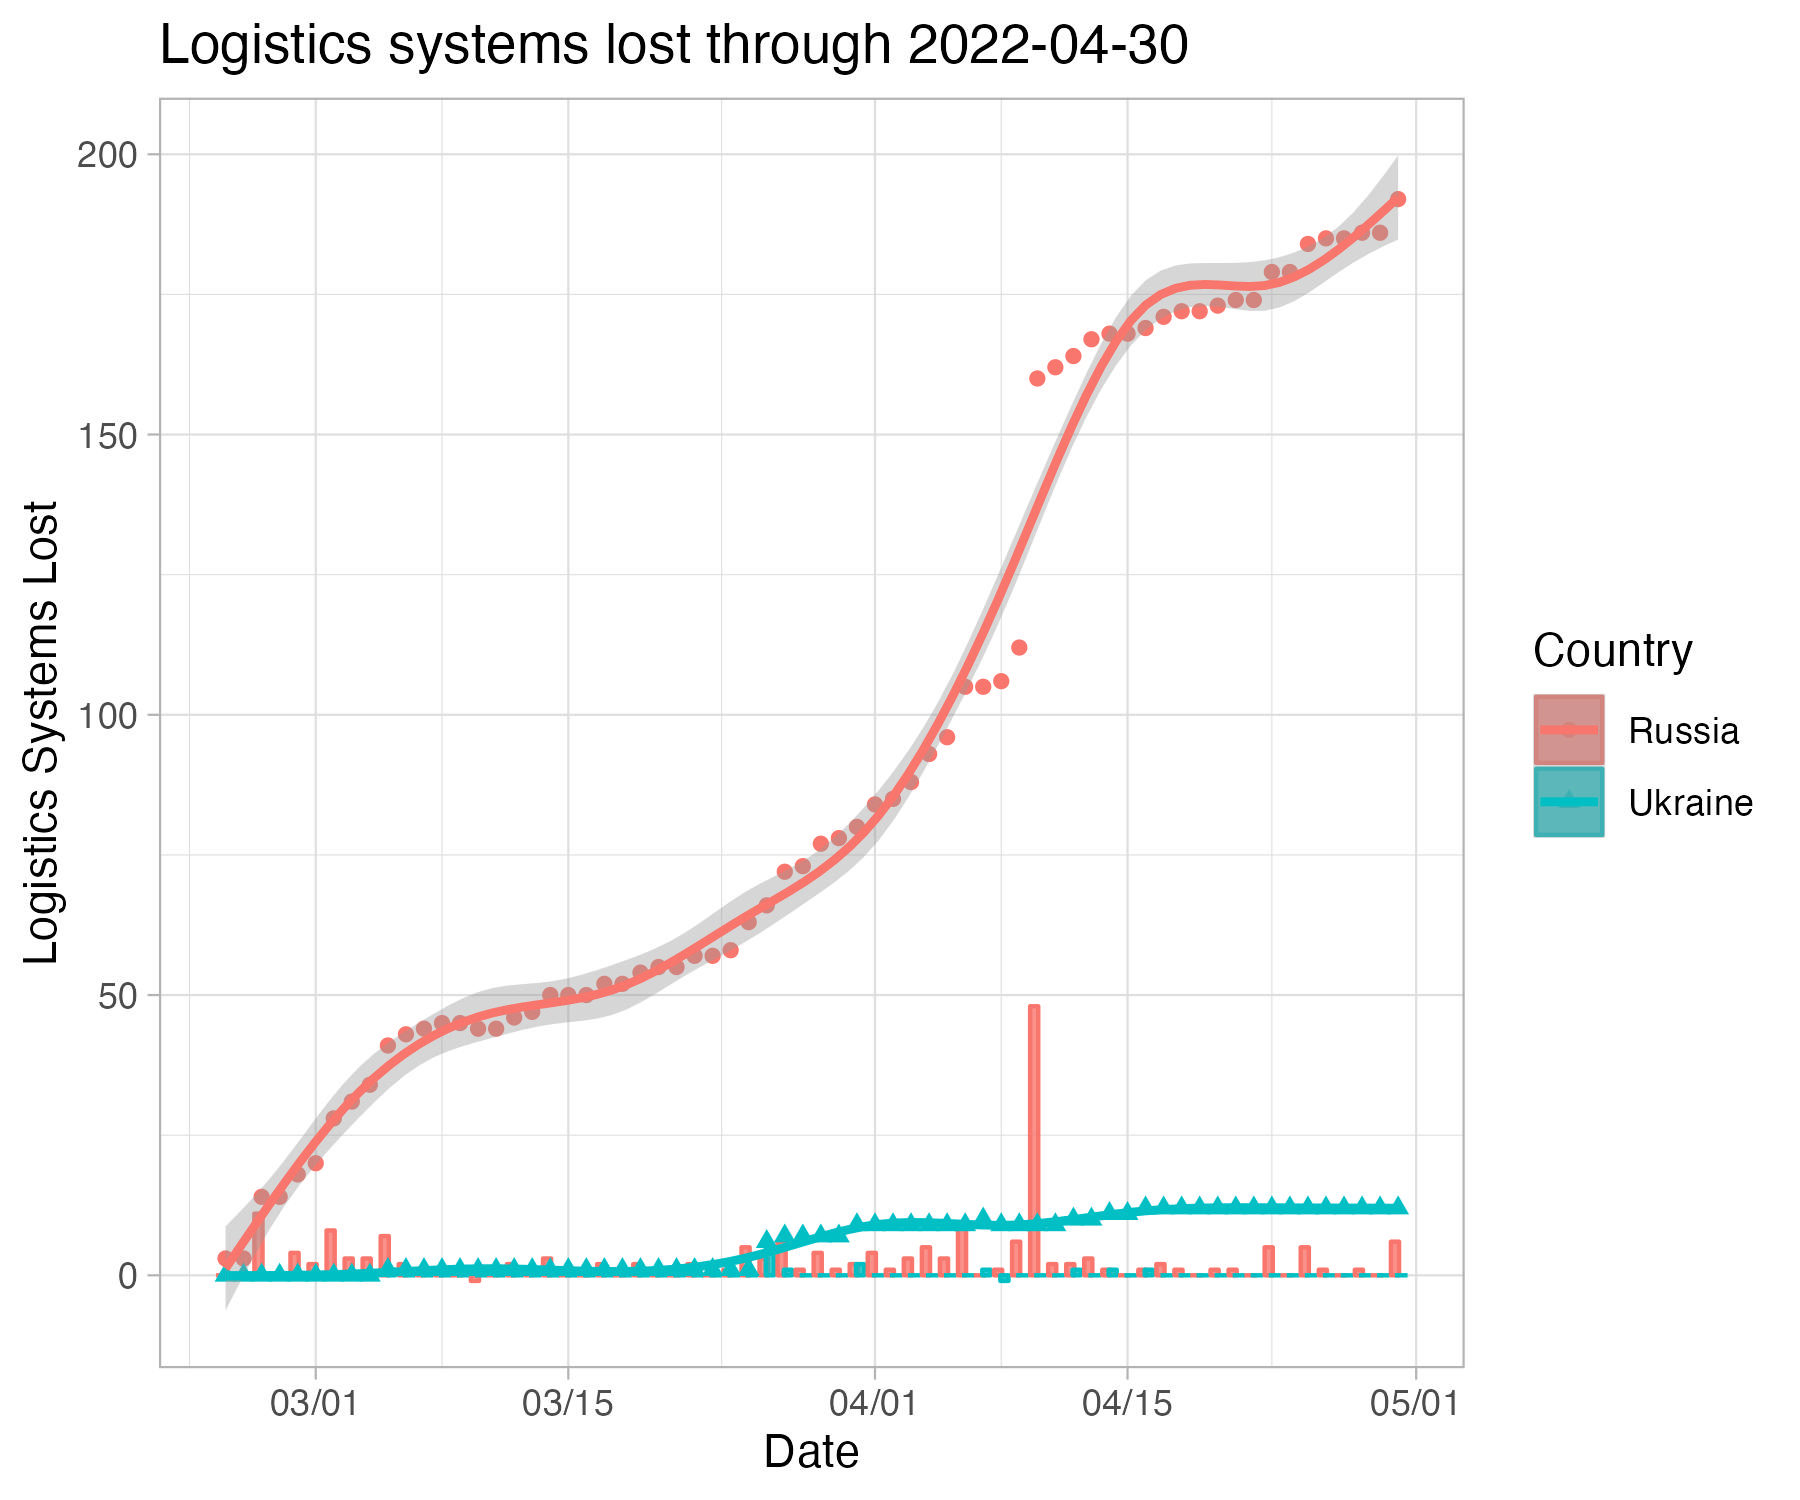 Logistics systems lost through 2022-04-30
Logistics Systems Lost
200
150
100
50
0
03/01
03/15
04/01
04/15
05/01
Date
Country
Russia
Ukraine